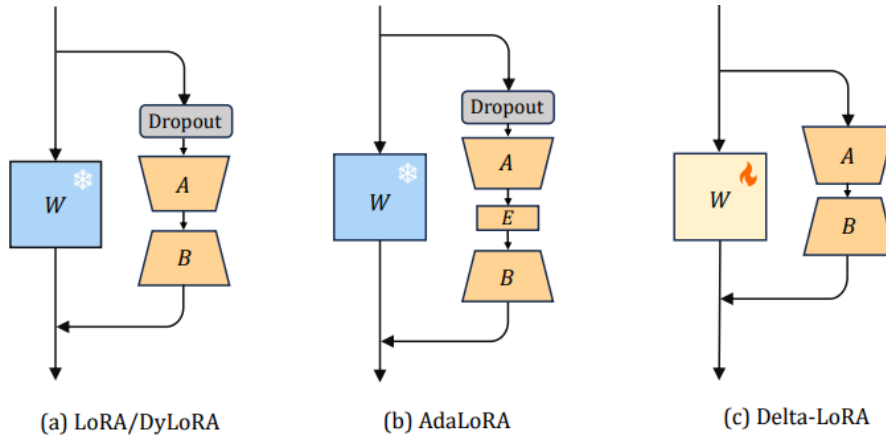 Dropout
W
A
B
(a) LoRA/DyLoRA
Dropout
W
A
E
B
(b) AdaLoRA
W
A
B
(c) Delta-LoRA